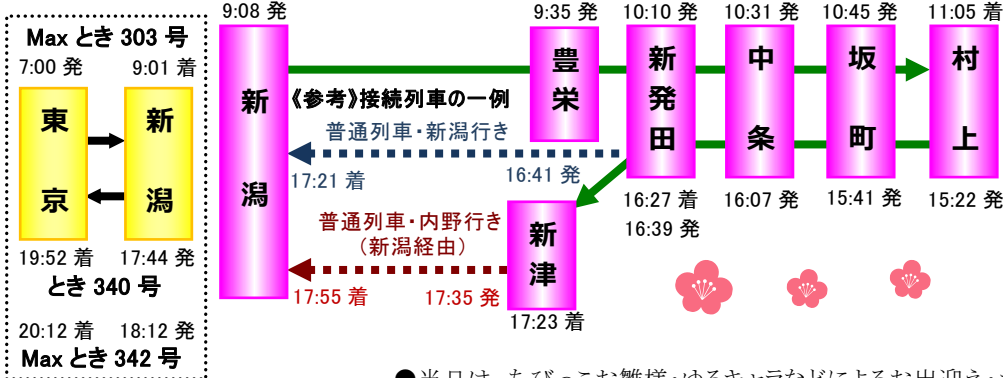 Max とき 303 号
7:00 発 9:01 着
東京
新潟
19:52 着 17:44 発
とき 340 号
20:12 着 18:12 発
Max とき 342 号
9:08 発 9:35 発 10:10 発 10:31 発 10:45 発 11:05 着
新潟
豊栄
新発田
中条
坂町
村上
《参考》接続列車の一例
普通列車・新潟行き
17:21 着 16:41 発
16:27 着 16:07 発 15:41 発 15:22 発
16:39 発
普通列車・内野行き
(新潟経由)
新津
17:55 着 17:35 発
17:23 着